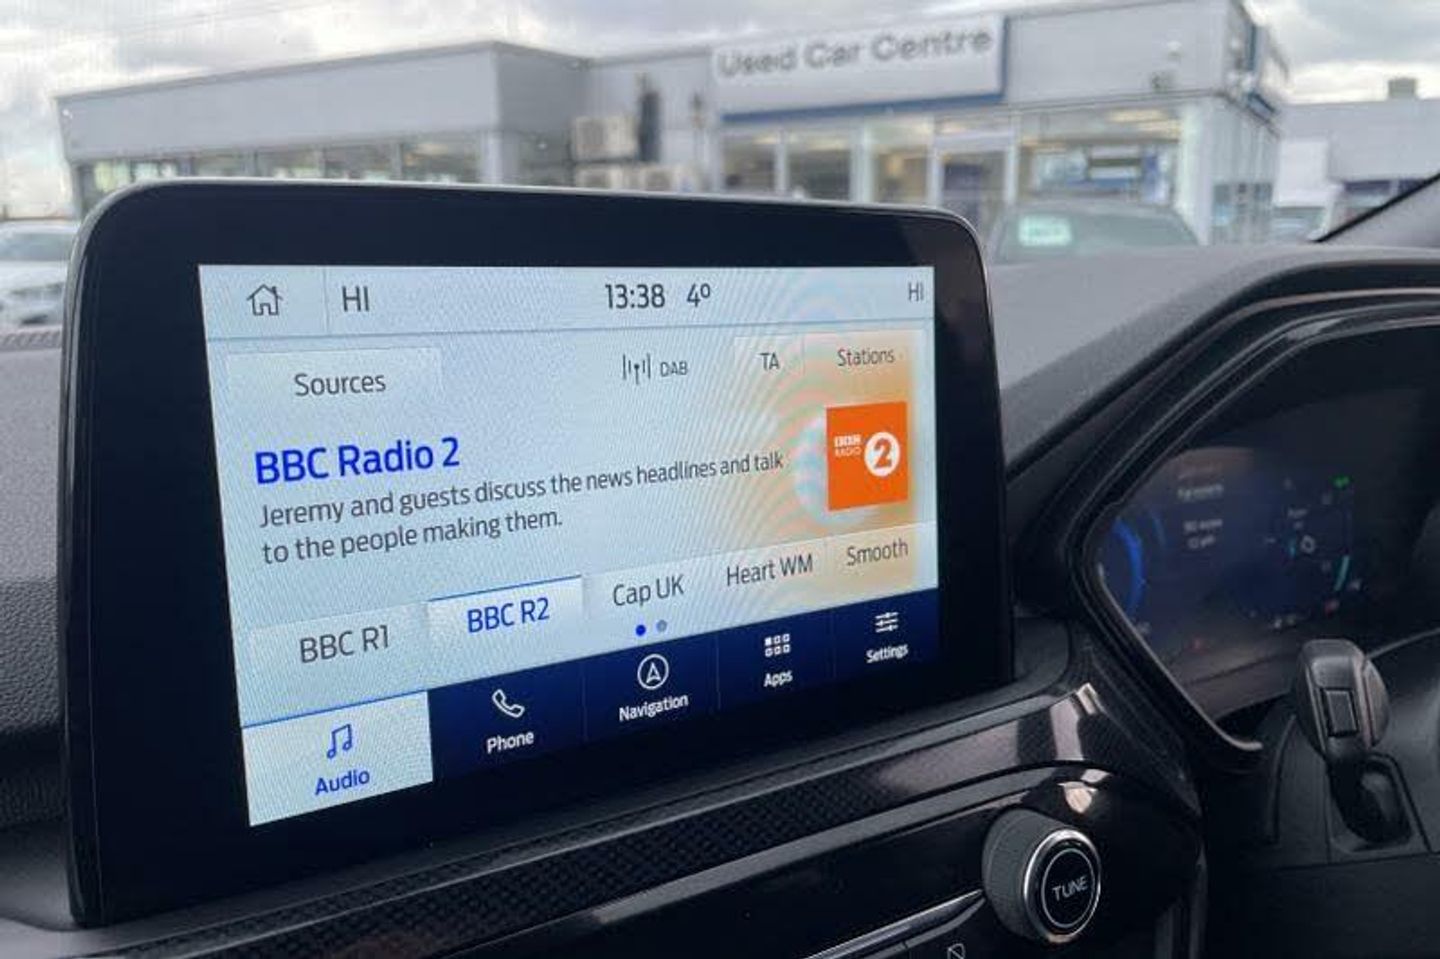 Used Car Centre
HI
13:38 4°
HI
Sources
DAB
TA
Stations
BBC Radio 2
BBC
RADIO
2
Jeremy and guests discuss the news headlines and talk
to the people making them.
BBC R1
BBC R2
Cap UK
Heart WM
Smooth
Audio
Phone
Navigation
Apps
Settings
TUNE